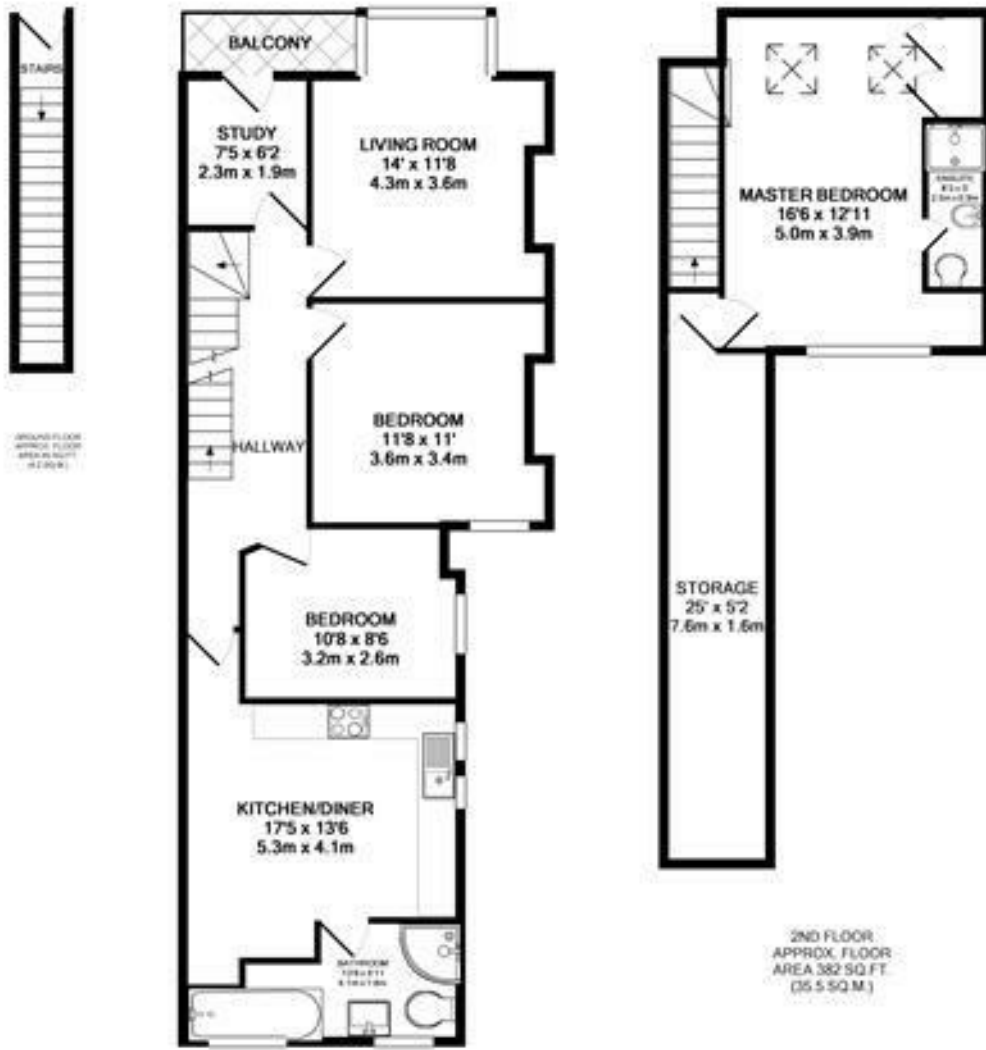 STAIRS
GROUND FLOOR
APPROX. FLOOR
BALCONY
STUDY
7'5 x 6'2
2.3m x 1.9m
LIVING ROOM
14' x 11'8
4.3m x 3.6m
BEDROOM
11'8 x 11'
3.6m x 3.4m
HALLWAY
BEDROOM
10'8 x 8'6
3.2m x 2.6m
KITCHEN/DINER
17'5 x 13'6
5.3m x 4.1m
BATHROOM
MASTER BEDROOM
16'6 x 12'11
5.0m x 3.9m
ENSUITE
STORAGE
25' x 5'2
7.6m x 1.6m
2ND FLOOR
APPROX. FLOOR
AREA 382 SQ.FT.
(35.5 SQ.M.)